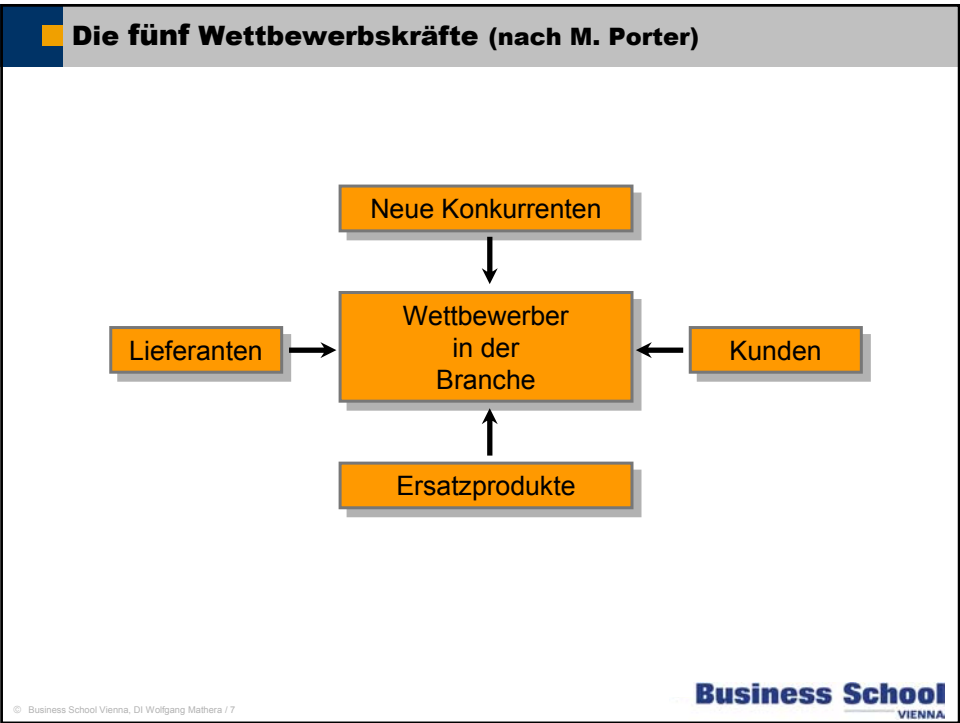 Die fünf Wettbewerbskräfte (nach M. Porter)
Neue Konkurrenten
Lieferanten
Wettbewerber
in der
Branche
Kunden
Ersatzprodukte
© Business School Vienna, DI Wolfgang Mathera / 7
Business School
VIENNA